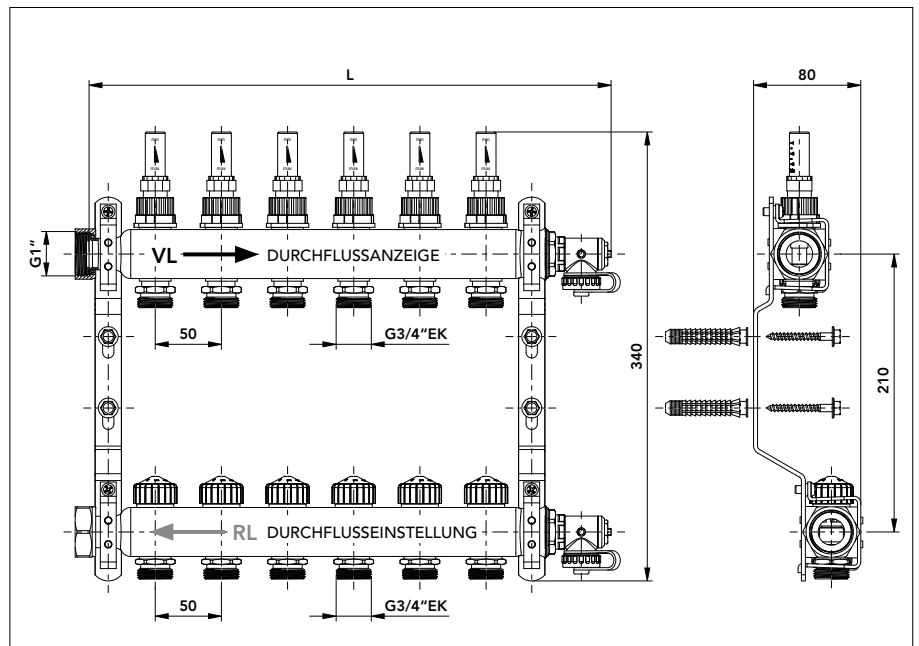 L
80
G1"
VL DURCHFLUSSANZEIGE
50
G3/4"EK
340
210
RL DURCHFLUSSEINSTELLUNG
50
G3/4"EK